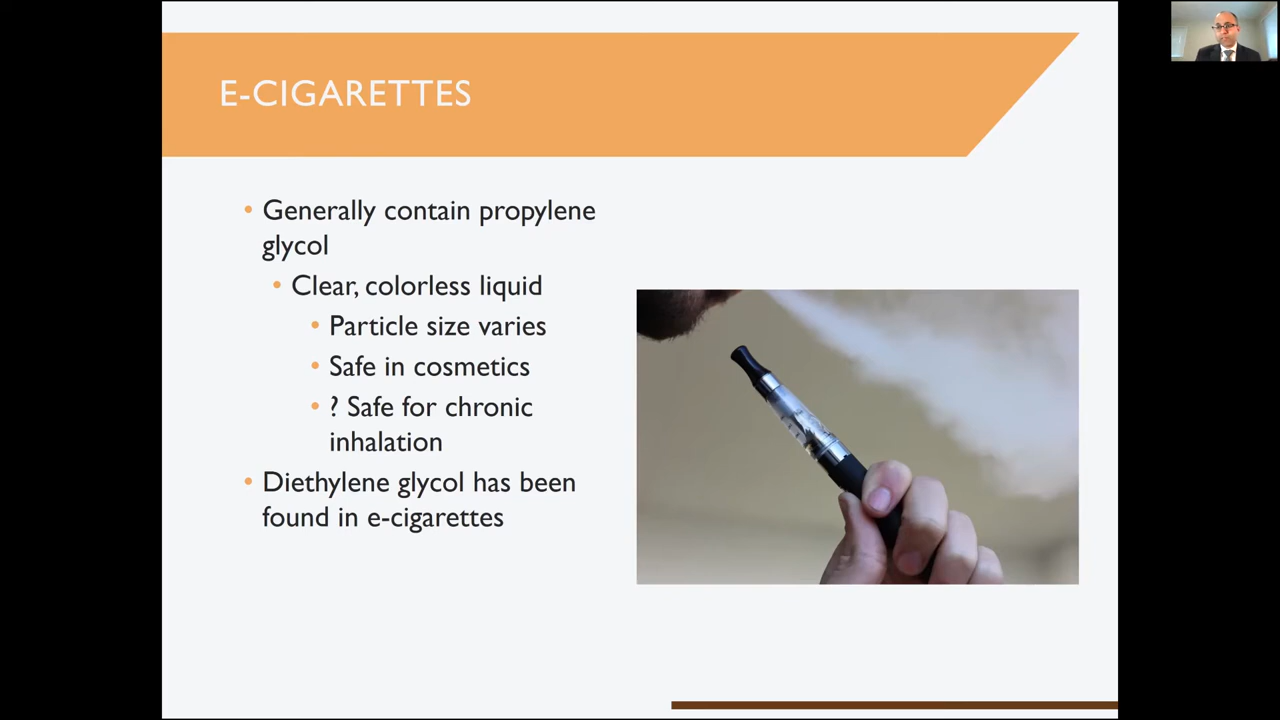 E-CIGARETTES
• Generally contain propylene
glycol
• Clear, colorless liquid
• Particle size varies
• Safe in cosmetics
• ? Safe for chronic
inhalation
• Diethylene glycol has been
found in e-cigarettes